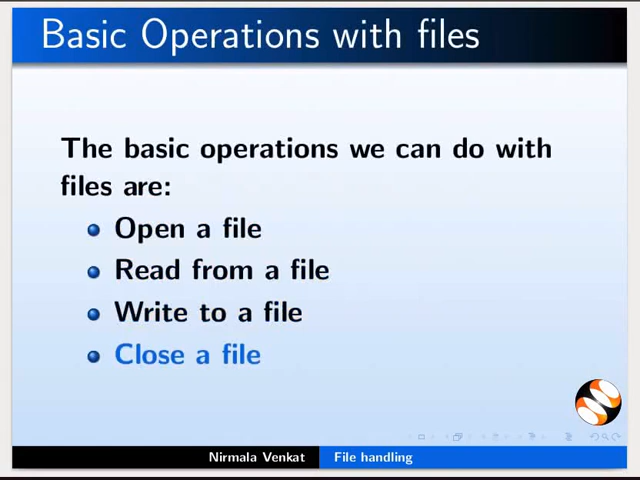 Basic Operations with files
The basic operations we can do with
files are:
Open a file
Read from a file
Write to a file
Close a file
Nirmala Venkat
File handling